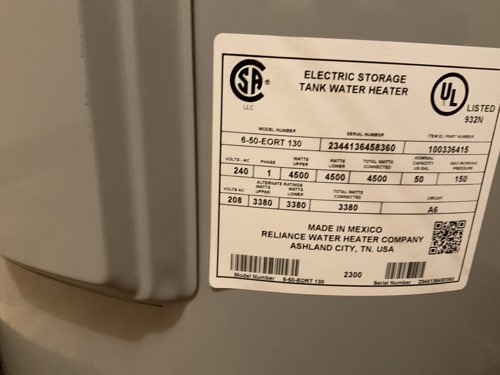 SA ®
LLC
ELECTRIC STORAGE
TANK WATER HEATER
UL
LISTED
932N
MODEL NUMBER SERIAL NUMBER ITEM ID / PART NUMBER
6-50-EORT 130 2344136458360 100336415
VOLTS - AC PHASE WATTS UPPER WATTS LOWER TOTAL WATTS CONNECTED NOMINAL CAPACITY US GAL MAX WORKING PRESSURE
240 1 4500 4500 4500 50 150
VOLTS - AC ALTERNATE RATINGS WATTS UPPER WATTS LOWER TOTAL WATTS CONNECTED CIRCUIT
208 3380 3380 3380 A6
MADE IN MEXICO
RELIANCE WATER HEATER COMPANY
ASHLAND CITY, TN. USA
2300
Model Number 6-50-EORT 130 Serial Number 2344136458360